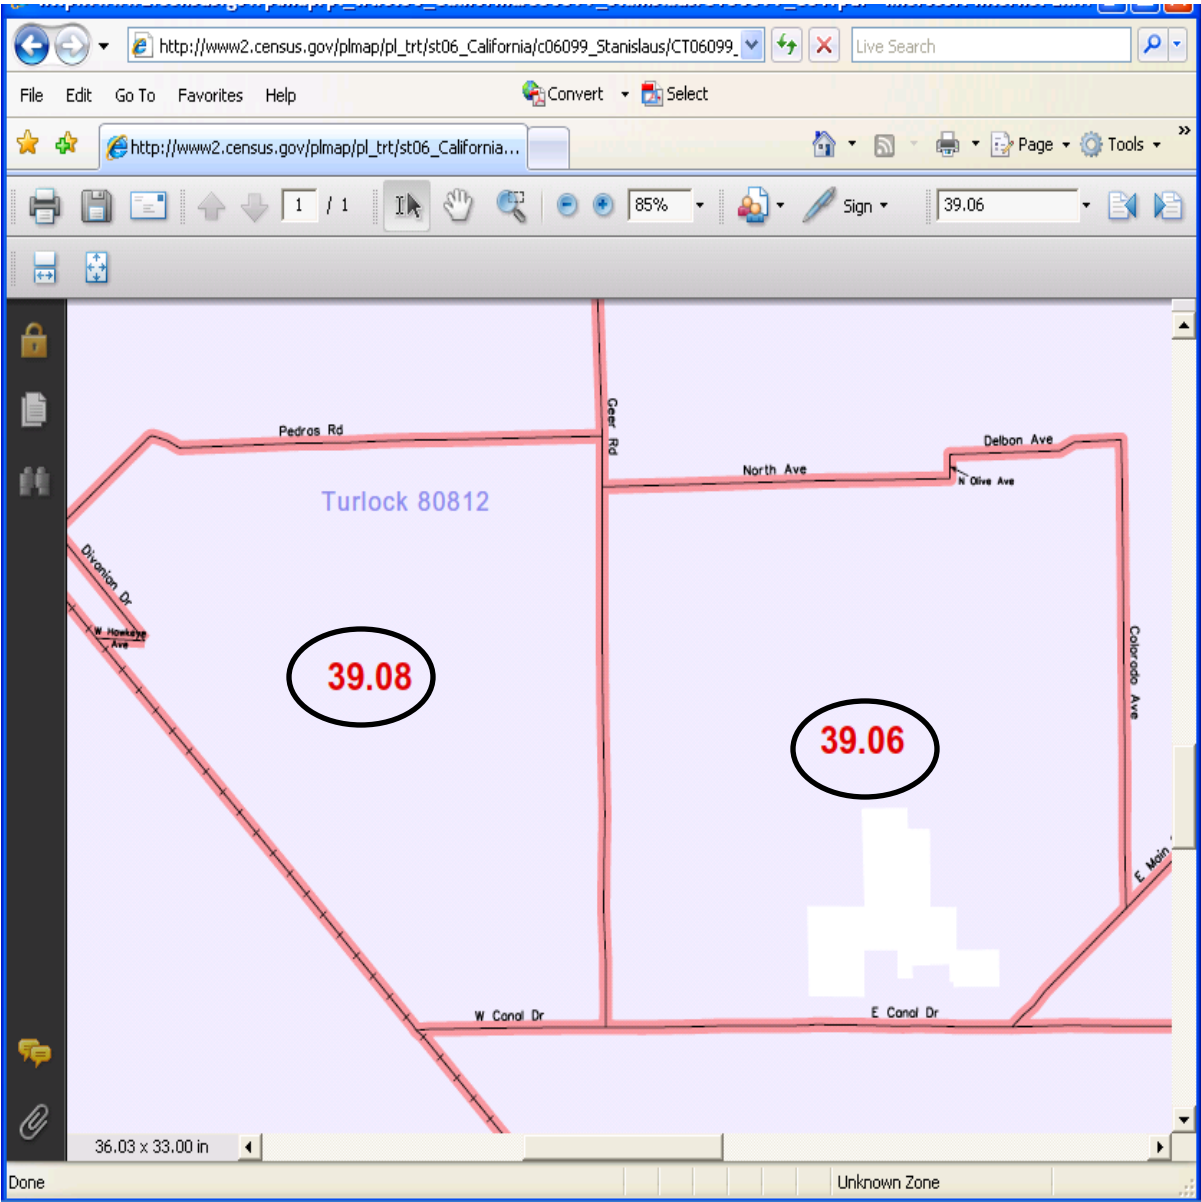 http://www2.census.gov/plmap/pl_trt/st06_California/c06099_Stanislaus/CT06099_
Live Search
File Edit Go To Favorites Help
Convert Select
http://www2.census.gov/plmap/pl_trt/st06_California...
Page Tools »
1 / 1
85%
Sign
39.06
Geer Rd
Pedras Rd
Delbon Ave
North Ave
N Olive Ave
Turlock 80812
Divonian Dr
W Hawkeye
Ave
Colorado Ave
39.08
39.06
E Main
W Canal Dr
E Canal Dr
36.03 x 33.00 in
Done
Unknown Zone